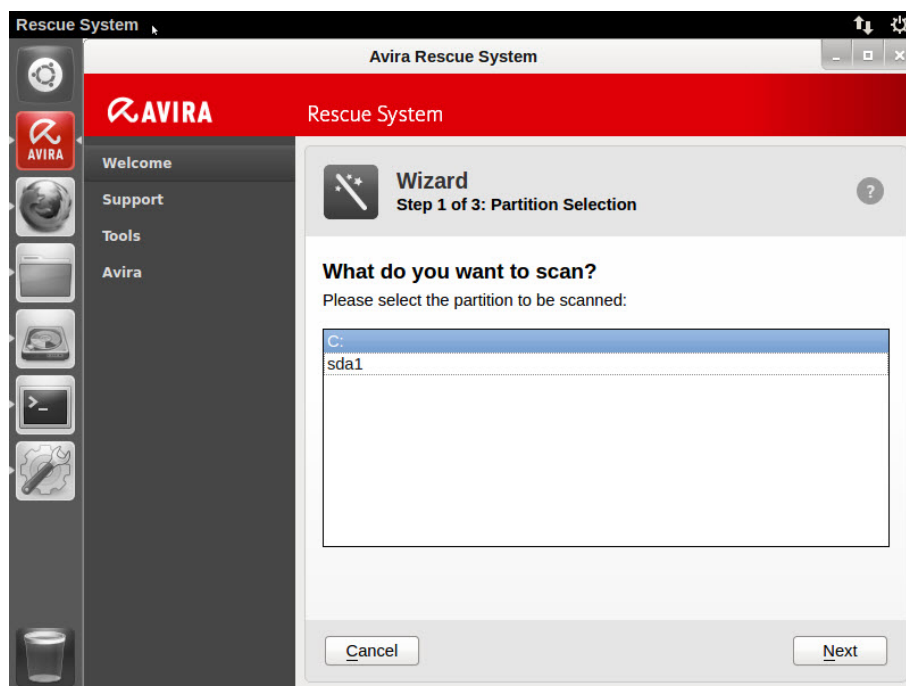 Rescue System
Avira Rescue System
AVIRA
Rescue System
AVIRA
Welcome
Support
Tools
Avira
Wizard
Step 1 of 3: Partition Selection
?
What do you want to scan?
Please select the partition to be scanned:
C:
sda1
>_
Cancel
Next